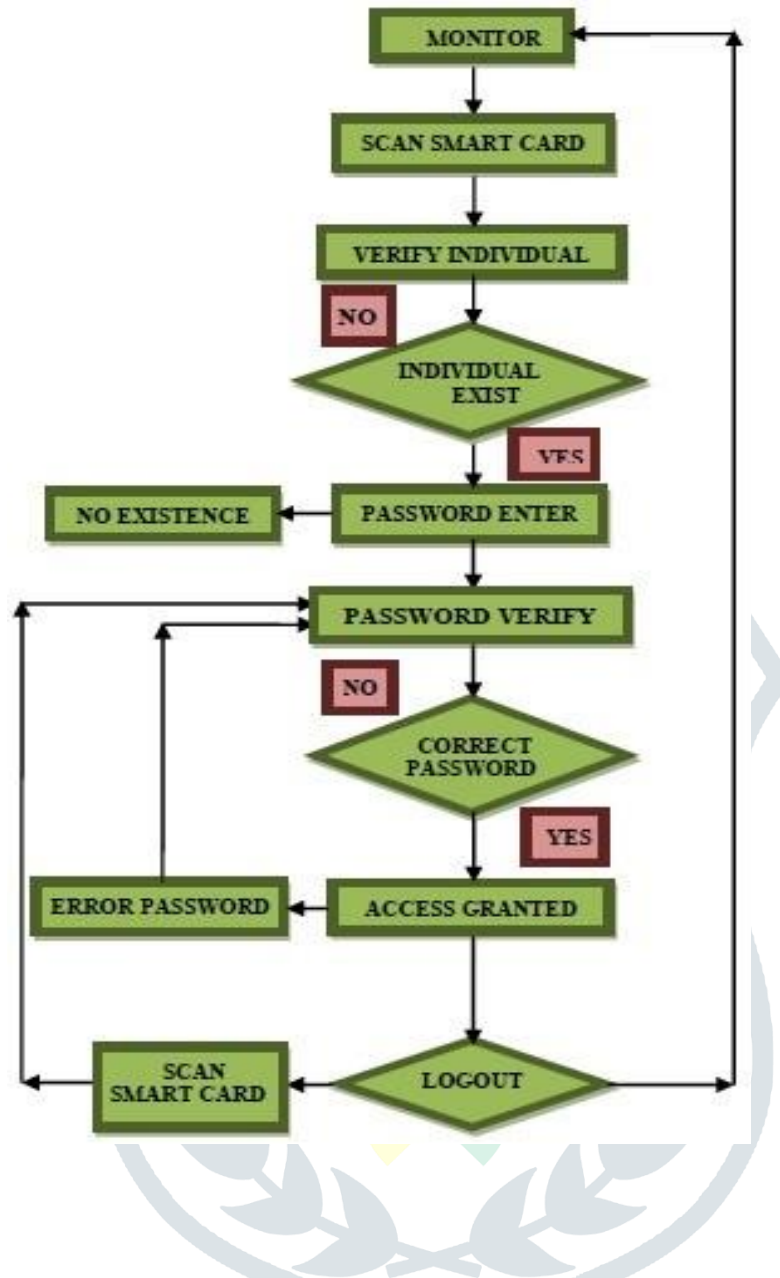 MONITOR
SCAN SMART CARD
VERIFY INDIVIDUAL
NO
INDIVIDUAL
EXIST
YES
NO EXISTENCE
PASSWORD ENTER
PASSWORD VERIFY
NO
CORRECT
PASSWORD
YES
ERROR PASSWORD
ACCESS GRANTED
SCAN
SMART CARD
LOGOUT